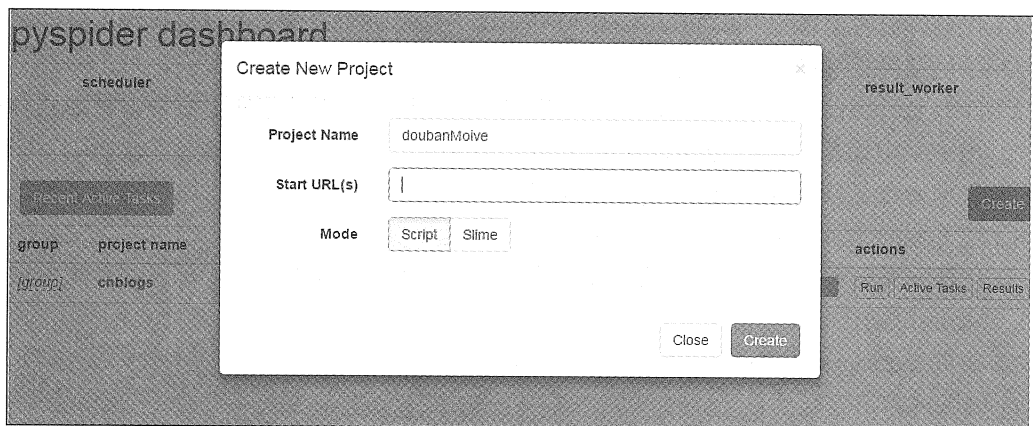 pyspider dashboard
scheduler
result_worker
Create New Project
×
Project Name
doubanMoive
Start URL(s)
Mode
Script
Slime
Close
Create
Recent Active Tasks
Create
group
project name
actions
[group]
cnblogs
Run
Active Tasks
Results